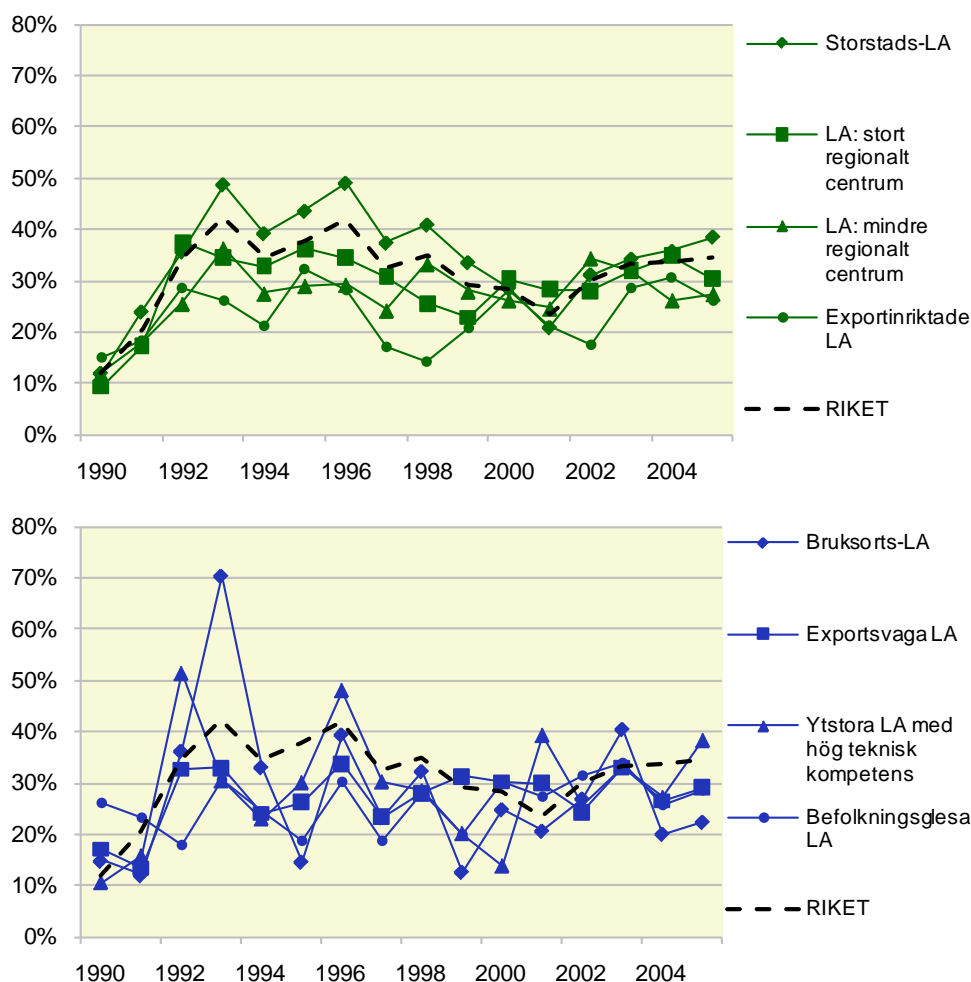 80%
70%
60%
50%
40%
30%
20%
10%
0%
1990 1992 1994 1996 1998 2000 2002 2004
Storstads-LA
LA: stort
regionalt
centrum
LA: mindre
regionalt
centrum
Exportinriktade
LA
RIKET
80%
70%
60%
50%
40%
30%
20%
10%
0%
1990 1992 1994 1996 1998 2000 2002 2004
Bruksorts-LA
Exportsvaga LA
Ytstora LA med
hög teknisk
kompetens
Befolkningsglesa
LA
RIKET